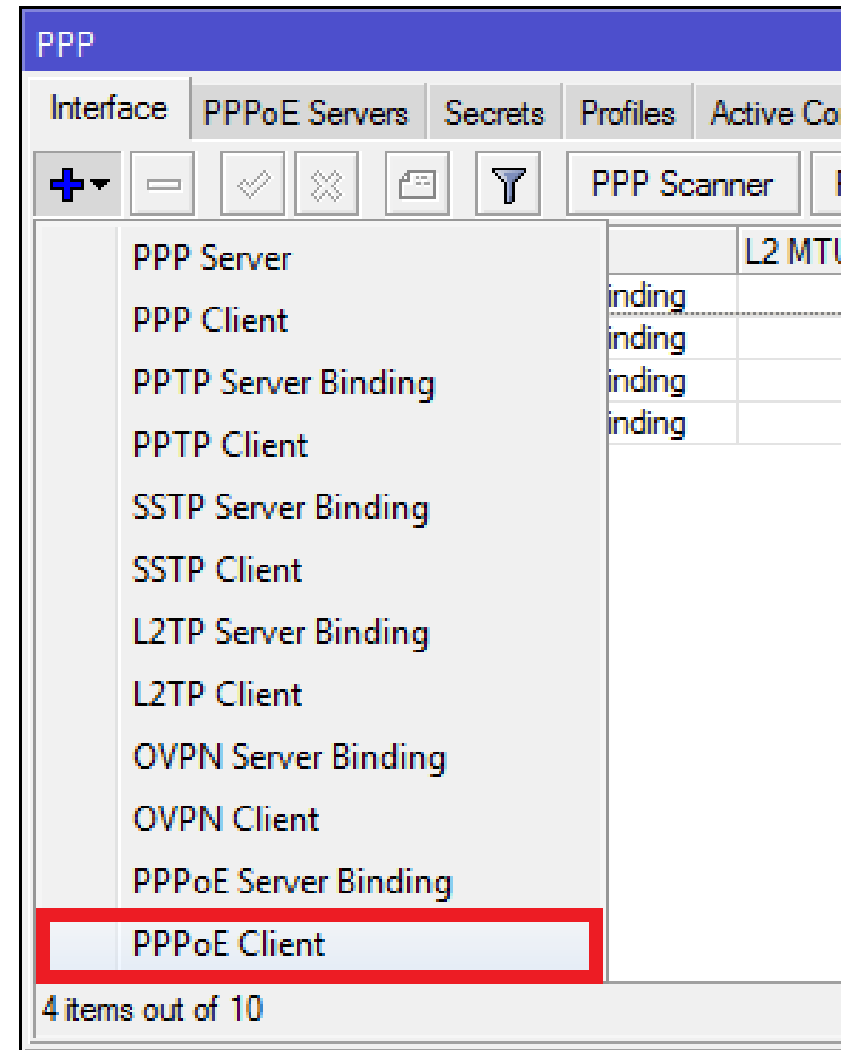 PPP
Interface PPPoE Servers Secrets Profiles Active Co
PPP Scanner
L2 MTU
PPP Server
inding
PPP Client
inding
PPTP Server Binding
inding
PPTP Client
inding
SSTP Server Binding
SSTP Client
L2TP Server Binding
L2TP Client
OVPN Server Binding
OVPN Client
PPPoE Server Binding
PPPoE Client
4 items out of 10